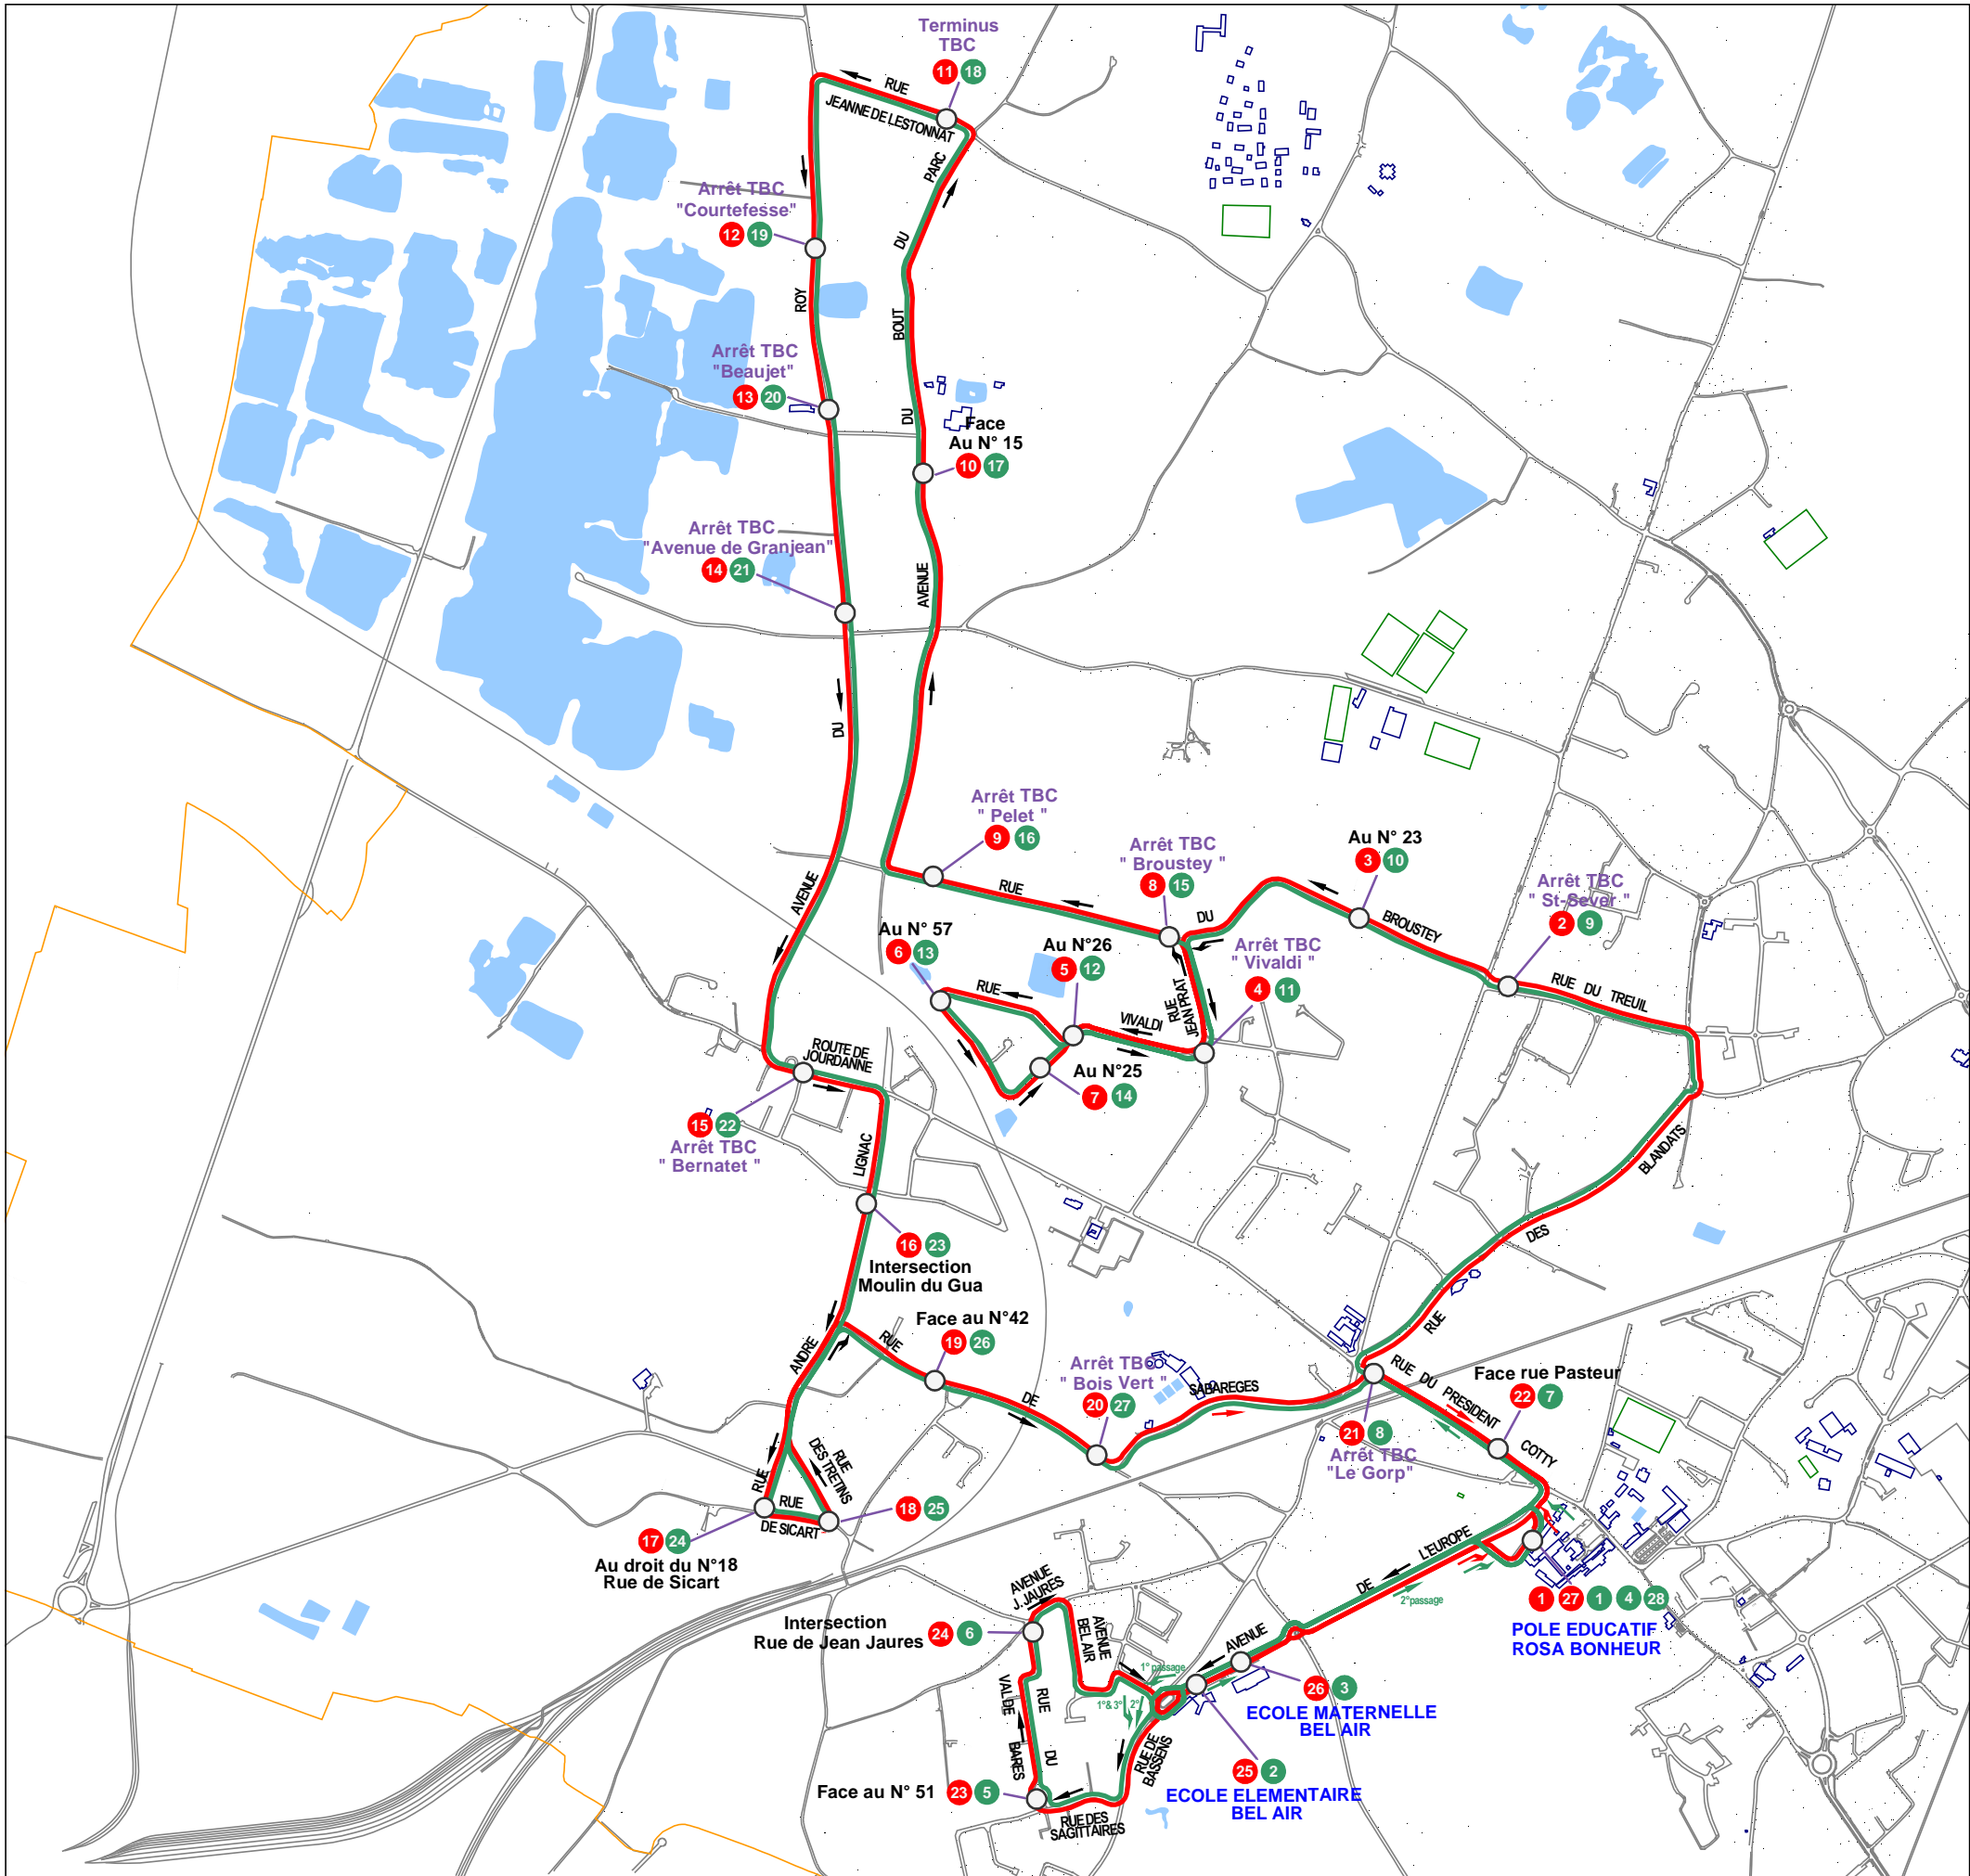 Terminus
TBC
11 18
RUE
JEANNE DE LESTONNAT
PARC
DU
BOUT
DU
AVENUE
Arrêt TBC
"Courtefesse"
12 19
ROY
Arrêt TBC
"Beaujet"
13 20
Face
Au N° 15
10 17
Arrêt TBC
"Avenue de Granjean"
14 21
DU
AVENUE
Arrêt TBC
" Pelet "
9 16
Arrêt TBC
" Broustey "
8 15
Au N° 23
3 10
Arrêt TBC
" St-Sever "
2 9
RUE
DU
BROUSTEY
RUE DU TREUIL
Au N° 57
6 13
Au N°26
5 12
Arrêt TBC
" Vivaldi "
4 11
RUE
VIVALDI
RUE
JEAN PRAT
Au N°25
7 14
ROUTE DE
JOURDANNE
15 22
Arrêt TBC
" Bernatet "
LIGNAC
BLANDATS
DES
RUE
16 23
Intersection
Moulin du Gua
Face au N°42
19 26
ANDRE
RUE
DE
SABAREGES
Arrêt TBC
" Bois Vert "
20 27
RUE DU PRESIDENT
COTTY
Face rue Pasteur
22 7
21 8
Arrêt TBC
"Le Gorp"
RUE
RUE
DES TRETINS
RUE
DE SICART
18 25
17 24
Au droit du N°18
Rue de Sicart
L'EUROPE
DE
AVENUE
2°passage
1 27 1 4 28
POLE EDUCATIF
ROSA BONHEUR
AVENUE
J. JAURES
AVENUE
BEL AIR
Intersection
Rue de Jean Jaures 24 6
1° passage
1°& 3° 2°
26 3
ECOLE MATERNELLE
BEL AIR
RUE
VAL DE
DU
BARES
RUE DE
BASSENS
25 2
ECOLE ELEMENTAIRE
BEL AIR
Face au N° 51 23 5
RUE DES
SAGITTAIRES